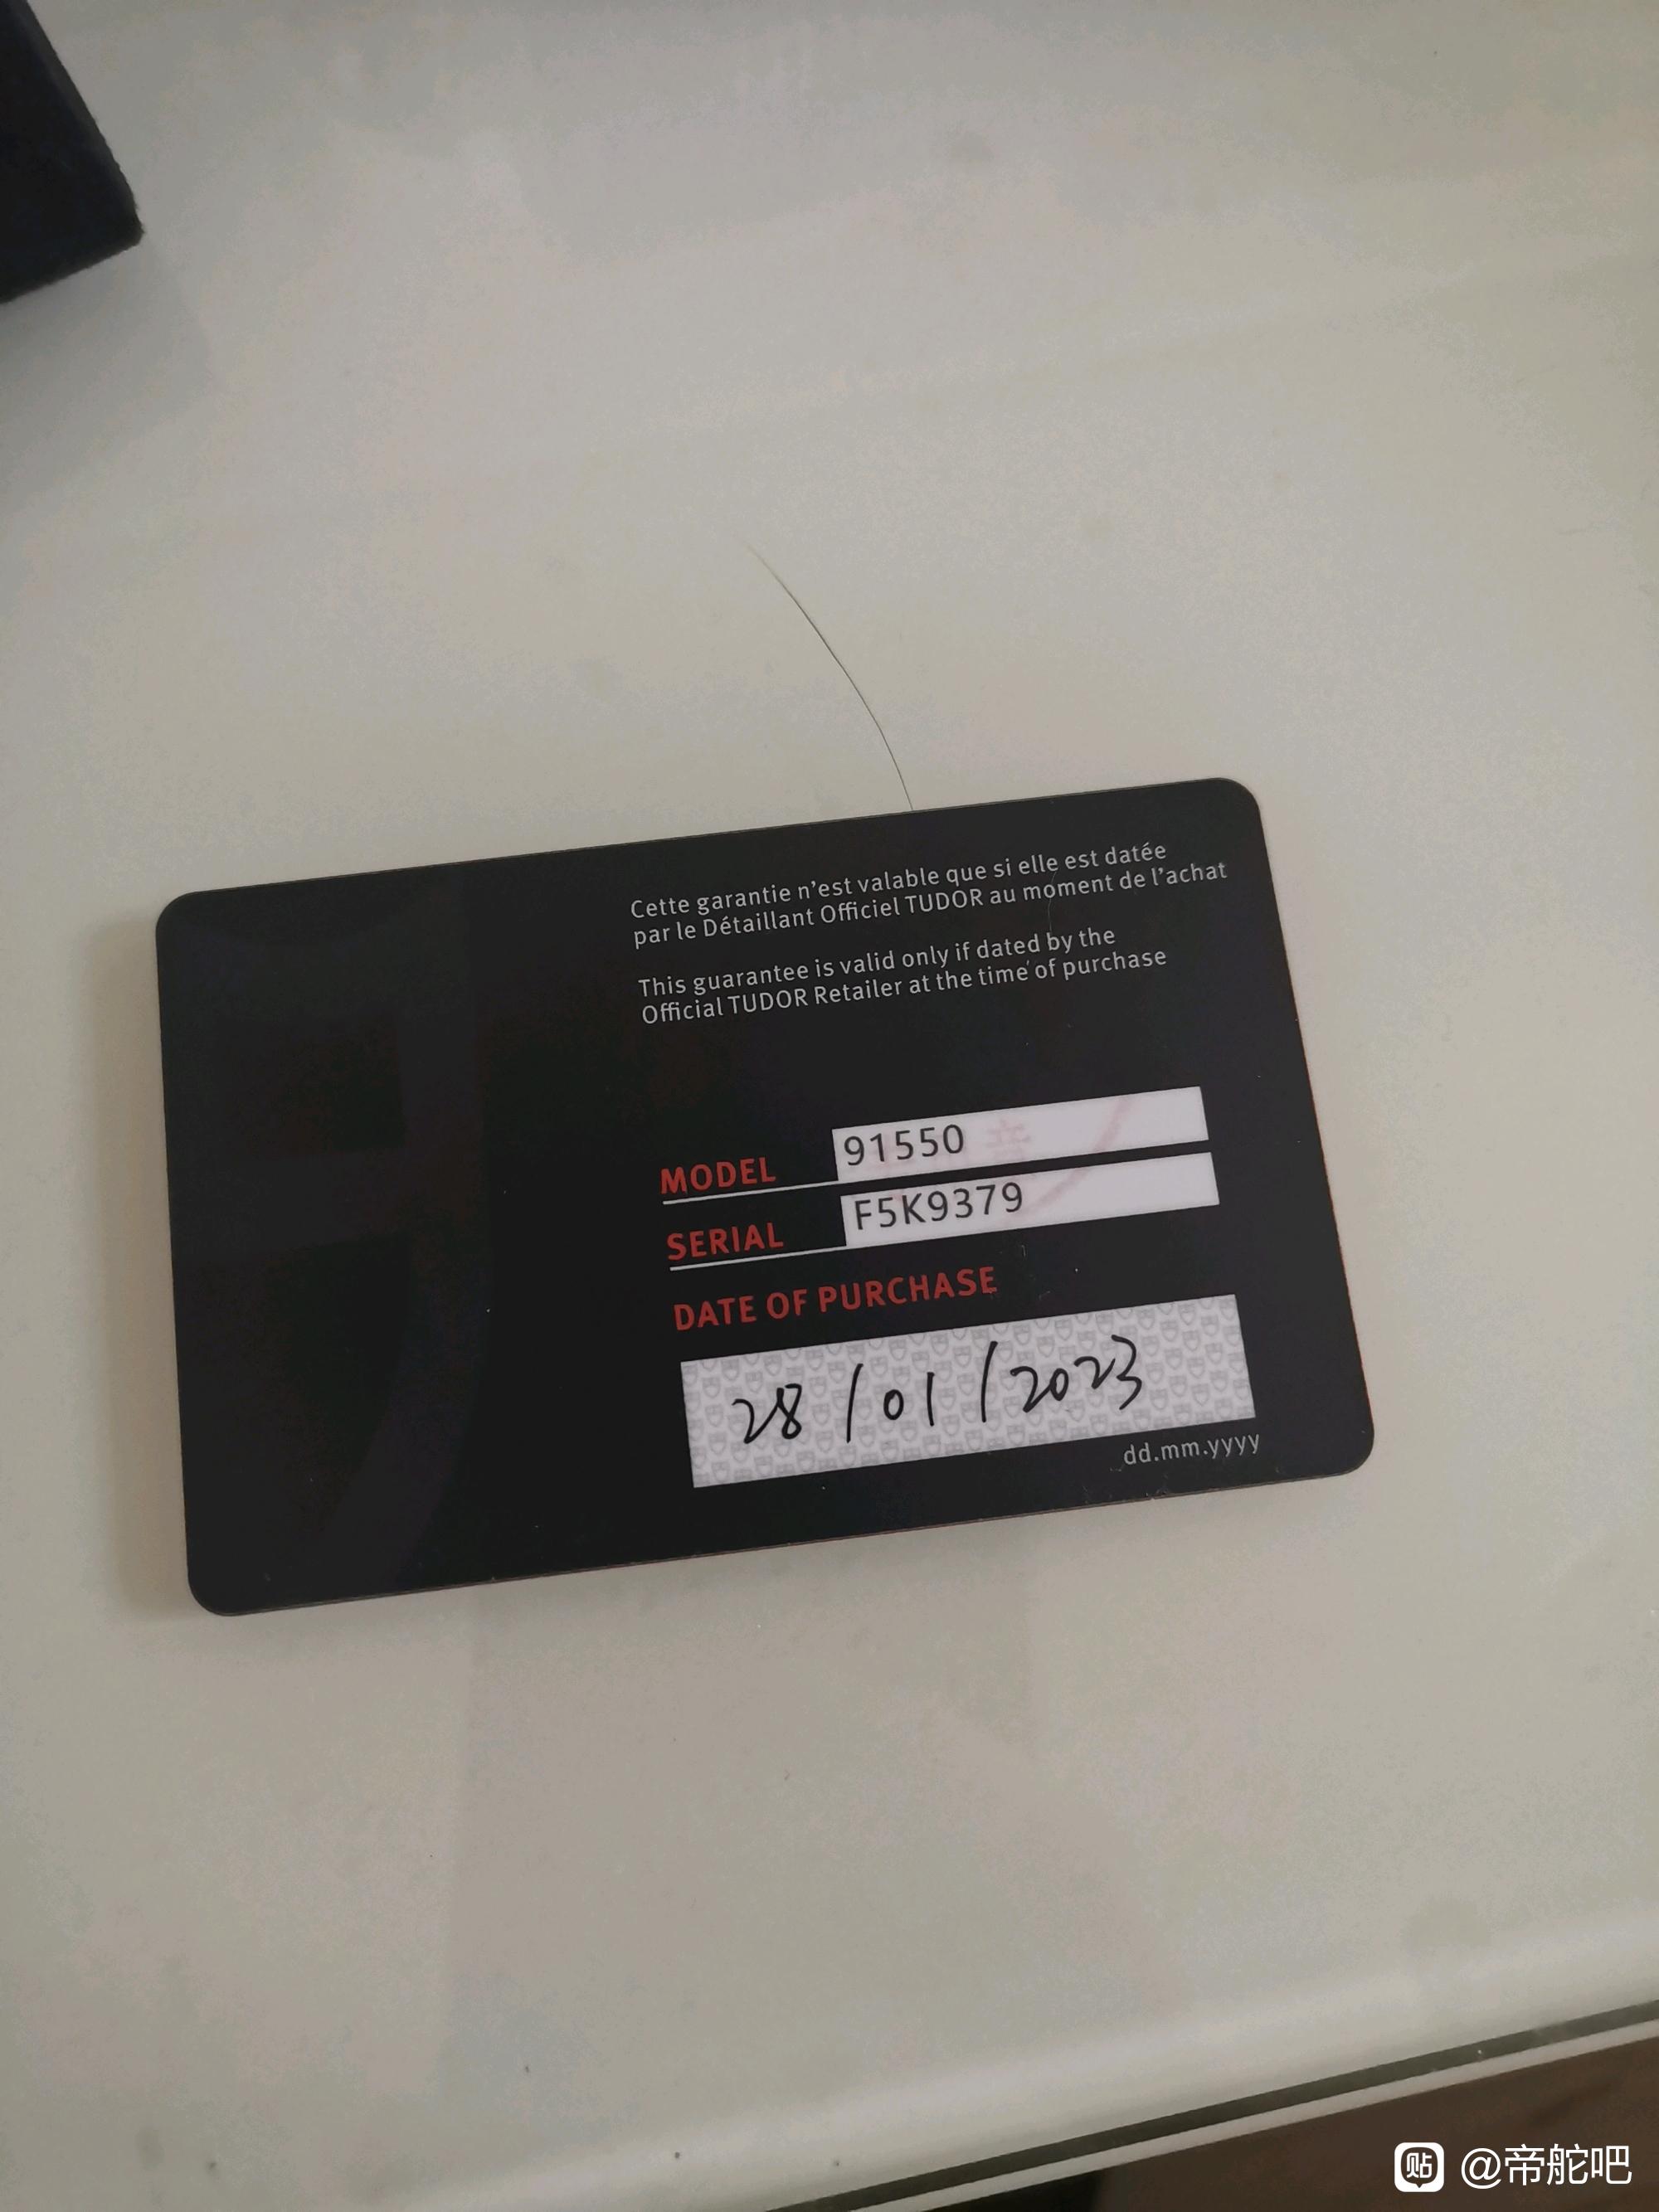 Cette garantie n'est valable que si elle est datée
par le Détaillant Officiel TUDOR au moment de l'achat
This guarantee is valid only if dated by the
Official TUDOR Retailer at the time of purchase
MODEL 91550
SERIAL F5K9379
DATE OF PURCHASE
28/01/2023
dd.mm.yyyy
贴 @帝舵吧